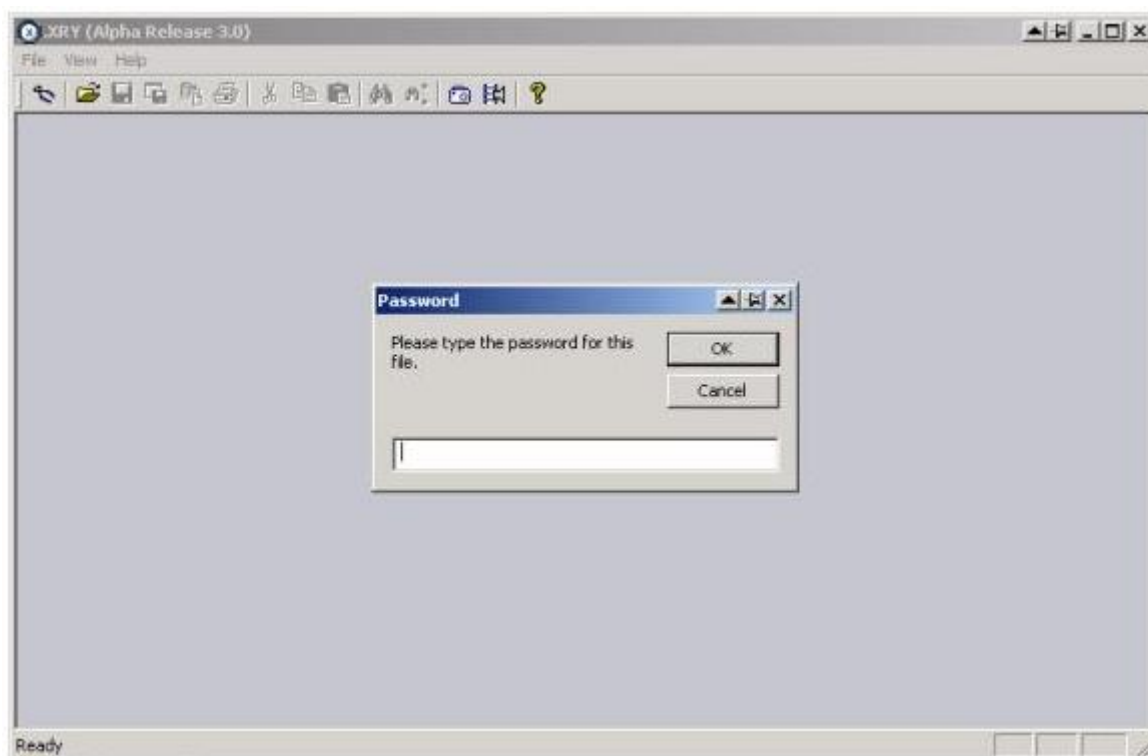 .XRY (Alpha Release 3.0)
File View Help
Password
Please type the password for this
file.
OK
Cancel
Ready